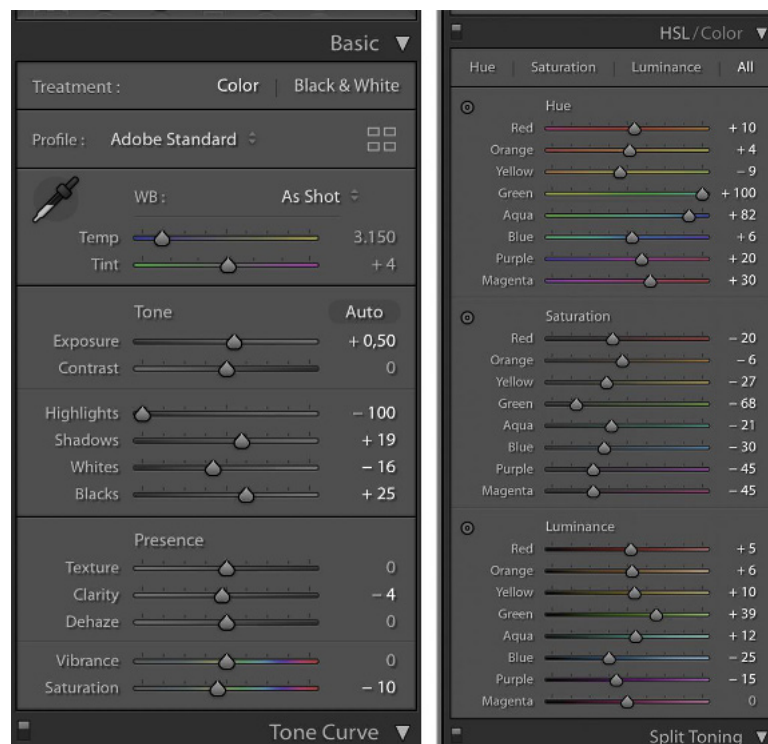 Basic
Treatment : Color Black & White
Profile : Adobe Standard
WB : As Shot
Temp 3.150
Tint + 4
Tone Auto
Exposure + 0,50
Contrast 0
Highlights − 100
Shadows + 19
Whites − 16
Blacks + 25
Presence
Texture 0
Clarity − 4
Dehaze 0
Vibrance 0
Saturation − 10
Tone Curve
HSL / Color
Hue Saturation Luminance All
Hue
Red + 10
Orange + 4
Yellow − 9
Green + 100
Aqua + 82
Blue + 6
Purple + 20
Magenta + 30
Saturation
Red − 20
Orange − 6
Yellow − 27
Green − 68
Aqua − 21
Blue − 30
Purple − 45
Magenta − 45
Luminance
Red + 5
Orange + 6
Yellow + 10
Green + 39
Aqua + 12
Blue − 25
Purple − 15
Magenta 0
Split Toning